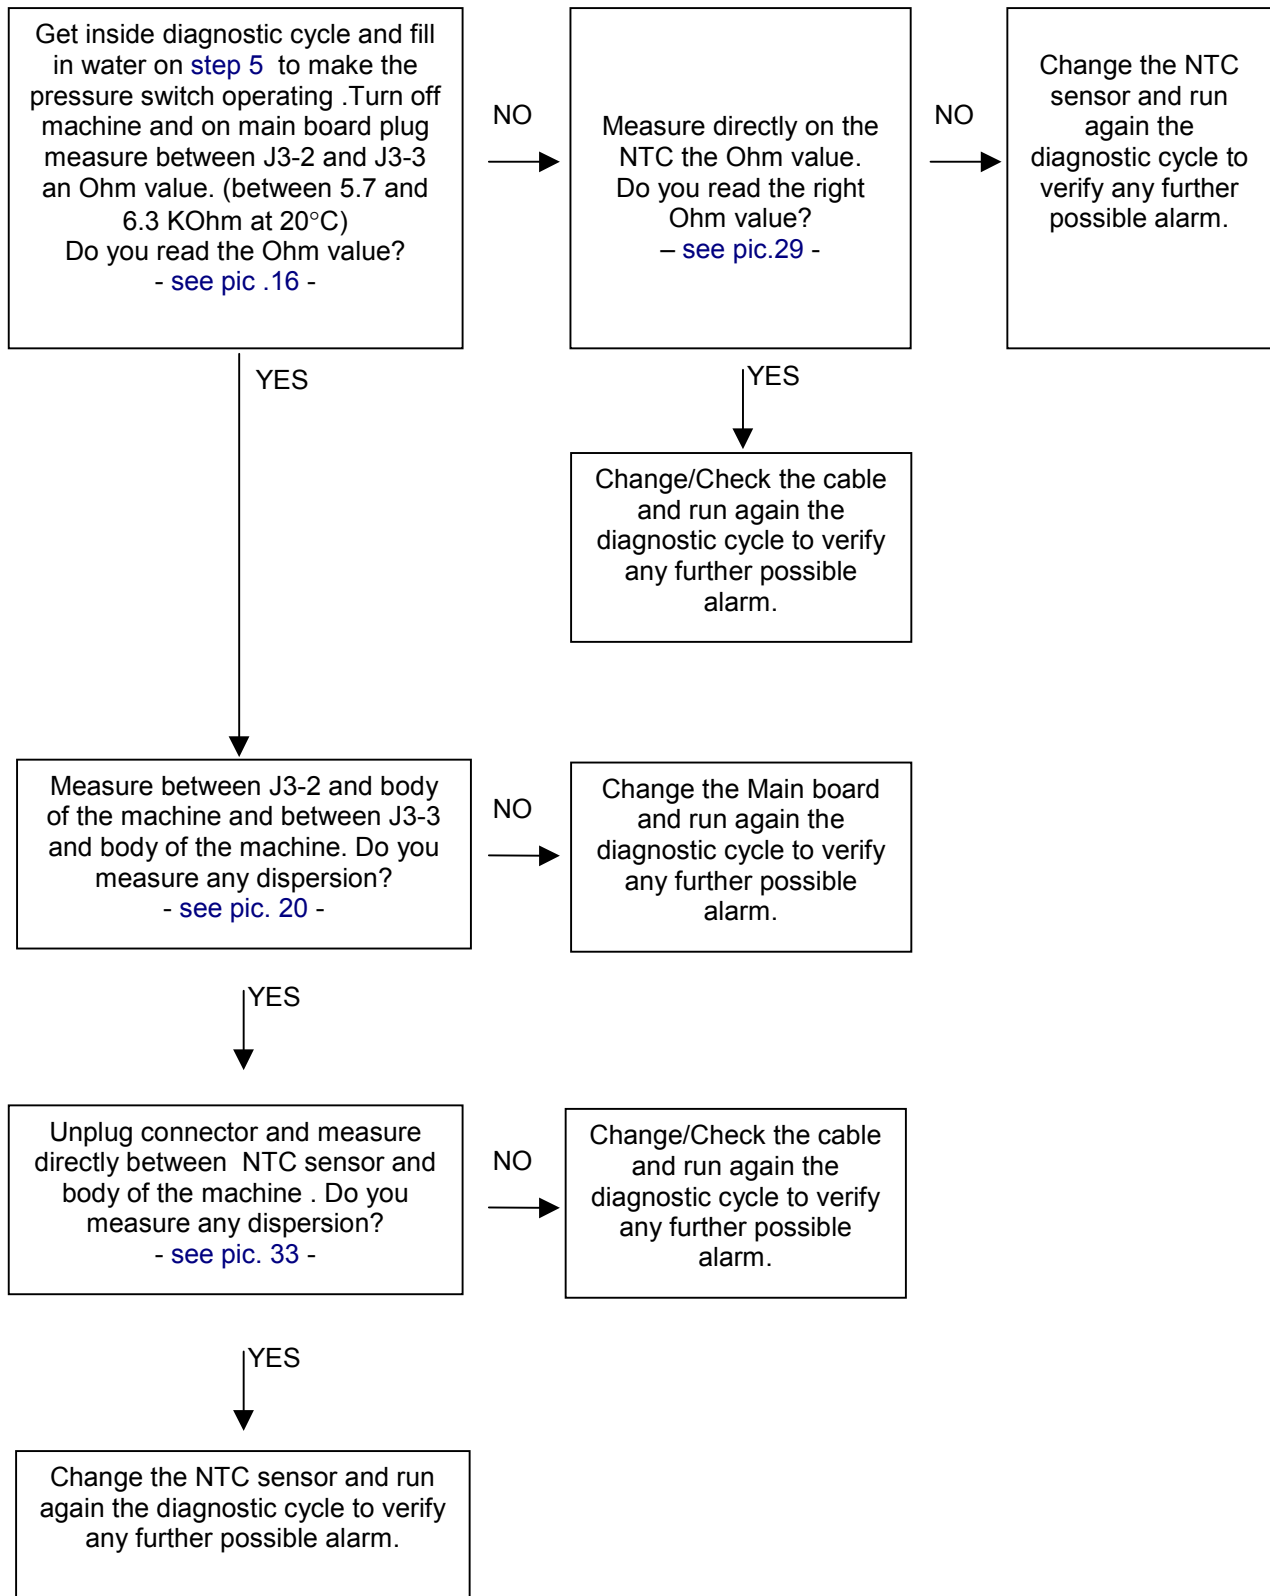 Get inside diagnostic cycle and fill
in water on step 5 to make the
pressure switch operating .Turn off
machine and on main board plug
measure between J3-2 and J3-3
an Ohm value. (between 5.7 and
6.3 KOhm at 20°C)
Do you read the Ohm value?
- see pic .16 -
NO
Measure directly on the
NTC the Ohm value.
Do you read the right
Ohm value?
– see pic.29 -
NO
Change the NTC
sensor and run
again the
diagnostic cycle to
verify any further
possible alarm.
YES
YES
Change/Check the cable
and run again the
diagnostic cycle to verify
any further possible
alarm.
Measure between J3-2 and body
of the machine and between J3-3
and body of the machine. Do you
measure any dispersion?
- see pic. 20 -
NO
Change the Main board
and run again the
diagnostic cycle to verify
any further possible
alarm.
YES
Unplug connector and measure
directly between NTC sensor and
body of the machine . Do you
measure any dispersion?
- see pic. 33 -
NO
Change/Check the cable
and run again the
diagnostic cycle to verify
any further possible
alarm.
YES
Change the NTC sensor and run
again the diagnostic cycle to verify
any further possible alarm.